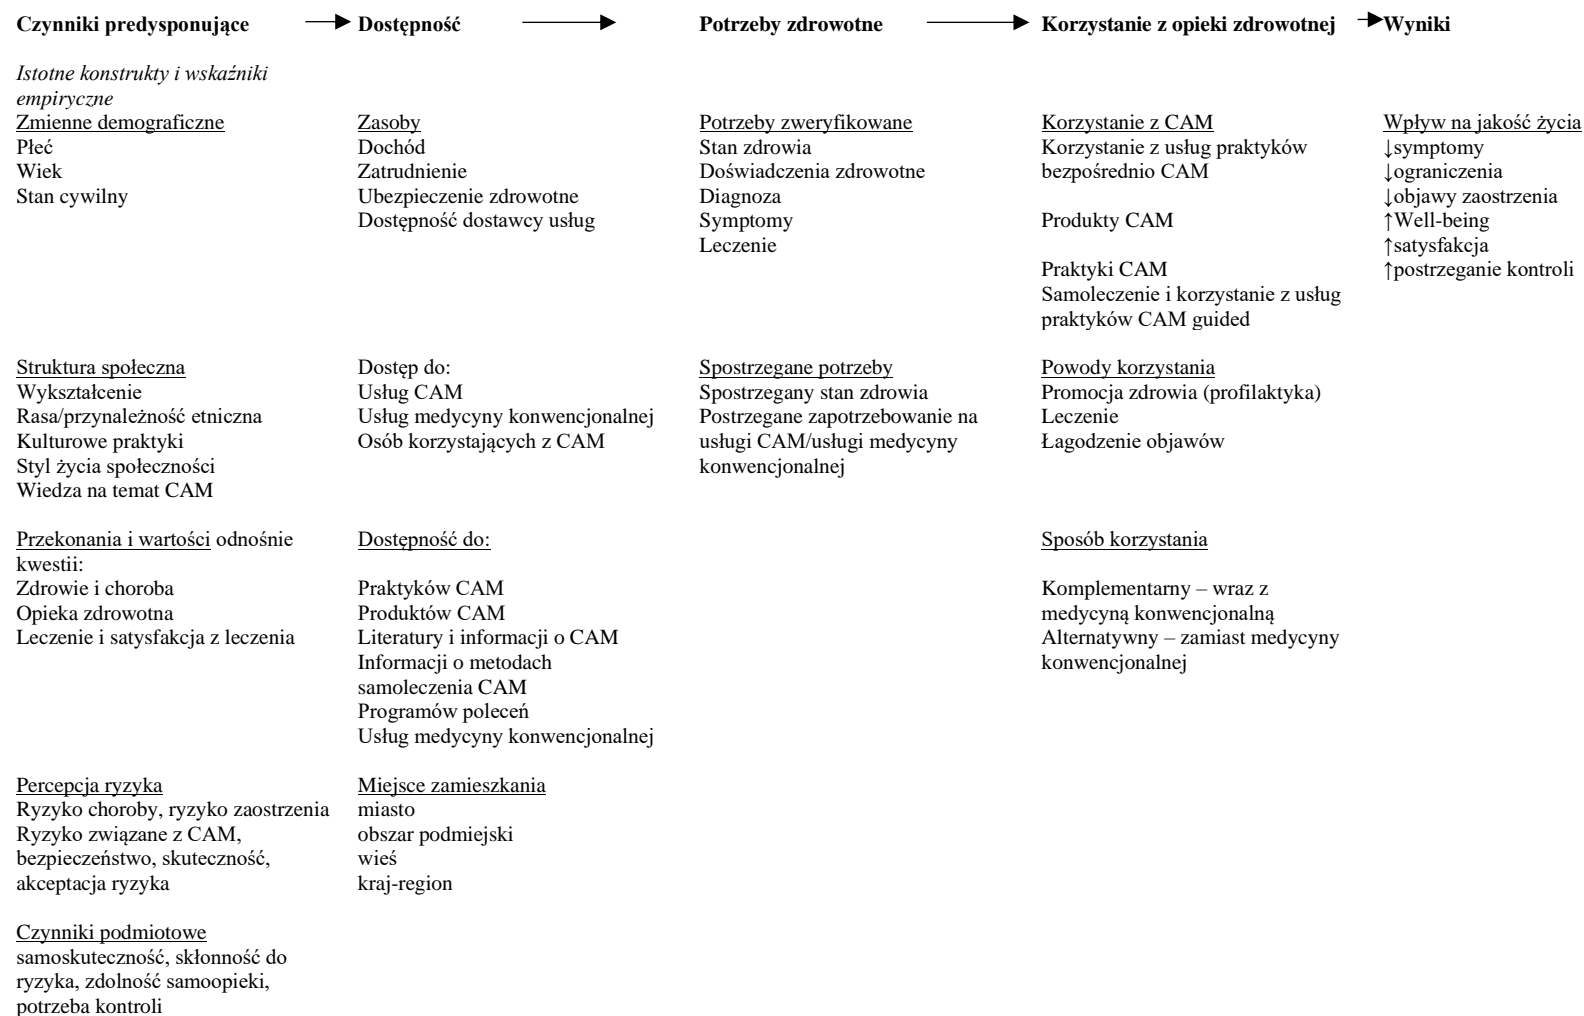 Czynniki predysponujące
Dostępność
Potrzeby zdrowotne
Korzystanie z opieki zdrowotnej
Wyniki
Istotne konstrukty i wskaźniki
empiryczne
Zmienne demograficzne
Płeć
Wiek
Stan cywilny
Zasoby
Dochód
Zatrudnienie
Ubezpieczenie zdrowotne
Dostępność dostawcy usług
Potrzeby zweryfikowane
Stan zdrowia
Doświadczenia zdrowotne
Diagnoza
Symptomy
Leczenie
Korzystanie z CAM
Korzystanie z usług praktyków
bezpośrednio CAM
Produkty CAM
Praktyki CAM
Samoleczenie i korzystanie z usług
praktyków CAM guided
Wpływ na jakość życia
↓symptomy
↓ograniczenia
↓objawy zaostrzenia
↑Well-being
↑satysfakcja
↑postrzeganie kontroli
Struktura społeczna
Wykształcenie
Rasa/przynależność etniczna
Kulturowe praktyki
Styl życia społeczności
Wiedza na temat CAM
Dostęp do:
Usług CAM
Usług medycyny konwencjonalnej
Osób korzystających z CAM
Spostrzegane potrzeby
Spostrzegany stan zdrowia
Postrzegane zapotrzebowanie na
usługi CAM/usługi medycyny
konwencjonalnej
Powody korzystania
Promocja zdrowia (profilaktyka)
Leczenie
Łagodzenie objawów
Przekonania i wartości odnośnie
kwestii:
Zdrowie i choroba
Opieka zdrowotna
Leczenie i satysfakcja z leczenia
Dostępność do:
Praktyków CAM
Produktów CAM
Literatury i informacji o CAM
Informacji o metodach
samoleczenia CAM
Programów poleceń
Usług medycyny konwencjonalnej
Sposób korzystania
Komplementarny – wraz z
medycyną konwencjonalną
Alternatywny – zamiast medycyny
konwencjonalnej
Percepcja ryzyka
Ryzyko choroby, ryzyko zaostrzenia
Ryzyko związane z CAM,
bezpieczeństwo, skuteczność,
akceptacja ryzyka
Miejsce zamieszkania
miasto
obszar podmiejski
wieś
kraj-region
Czynniki podmiotowe
samoskuteczność, skłonność do
ryzyka, zdolność samoopieki,
potrzeba kontroli